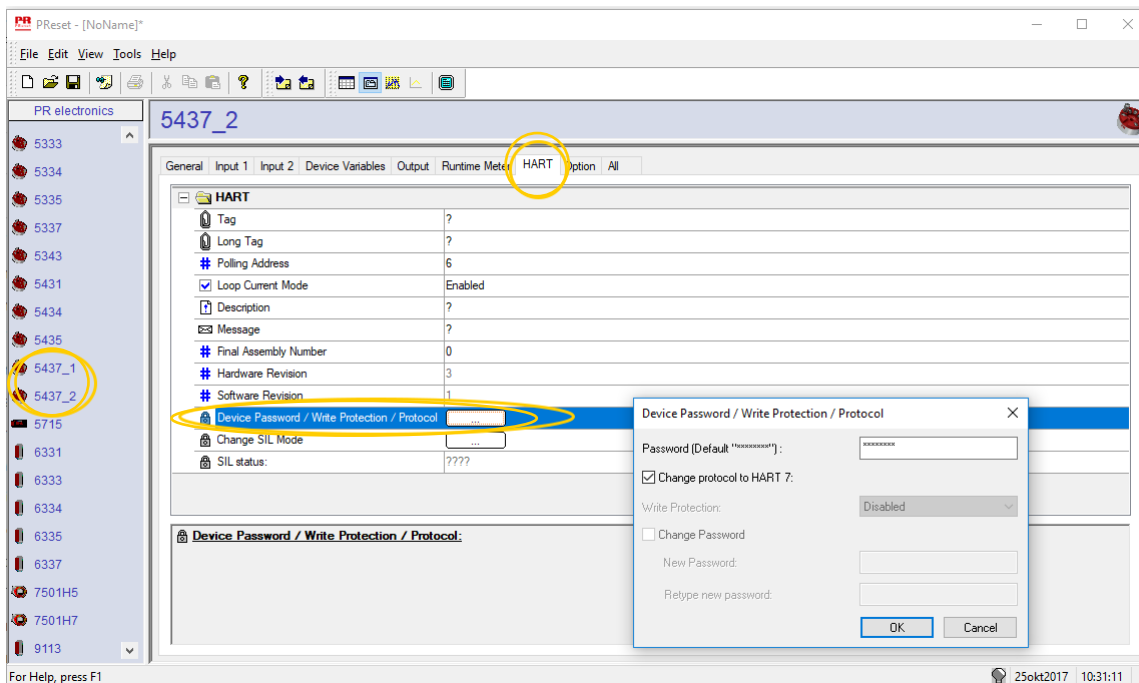 PR PReset - [NoName]*
File Edit View Tools Help
PR electronics
5333
5334
5335
5337
5343
5431
5434
5435
5437_1
5437_2
5715
6331
6333
6334
6335
6337
7501H5
7501H7
9113
5437_2
General Input 1 Input 2 Device Variables Output Runtime Meter HART Option All
HART
Tag ?
Long Tag ?
Polling Address 6
Loop Current Mode Enabled
Description ?
Message ?
Final Assembly Number 0
Hardware Revision 3
Software Revision 1
Device Password / Write Protection / Protocol ...
Change SIL Mode ...
SIL status: ????
Device Password / Write Protection / Protocol:
Device Password / Write Protection / Protocol
Password (Default "********") : ********
Change protocol to HART 7:
Write Protection: Disabled
Change Password
New Password:
Retype new password:
OK Cancel
For Help, press F1 25okt2017 10:31:11